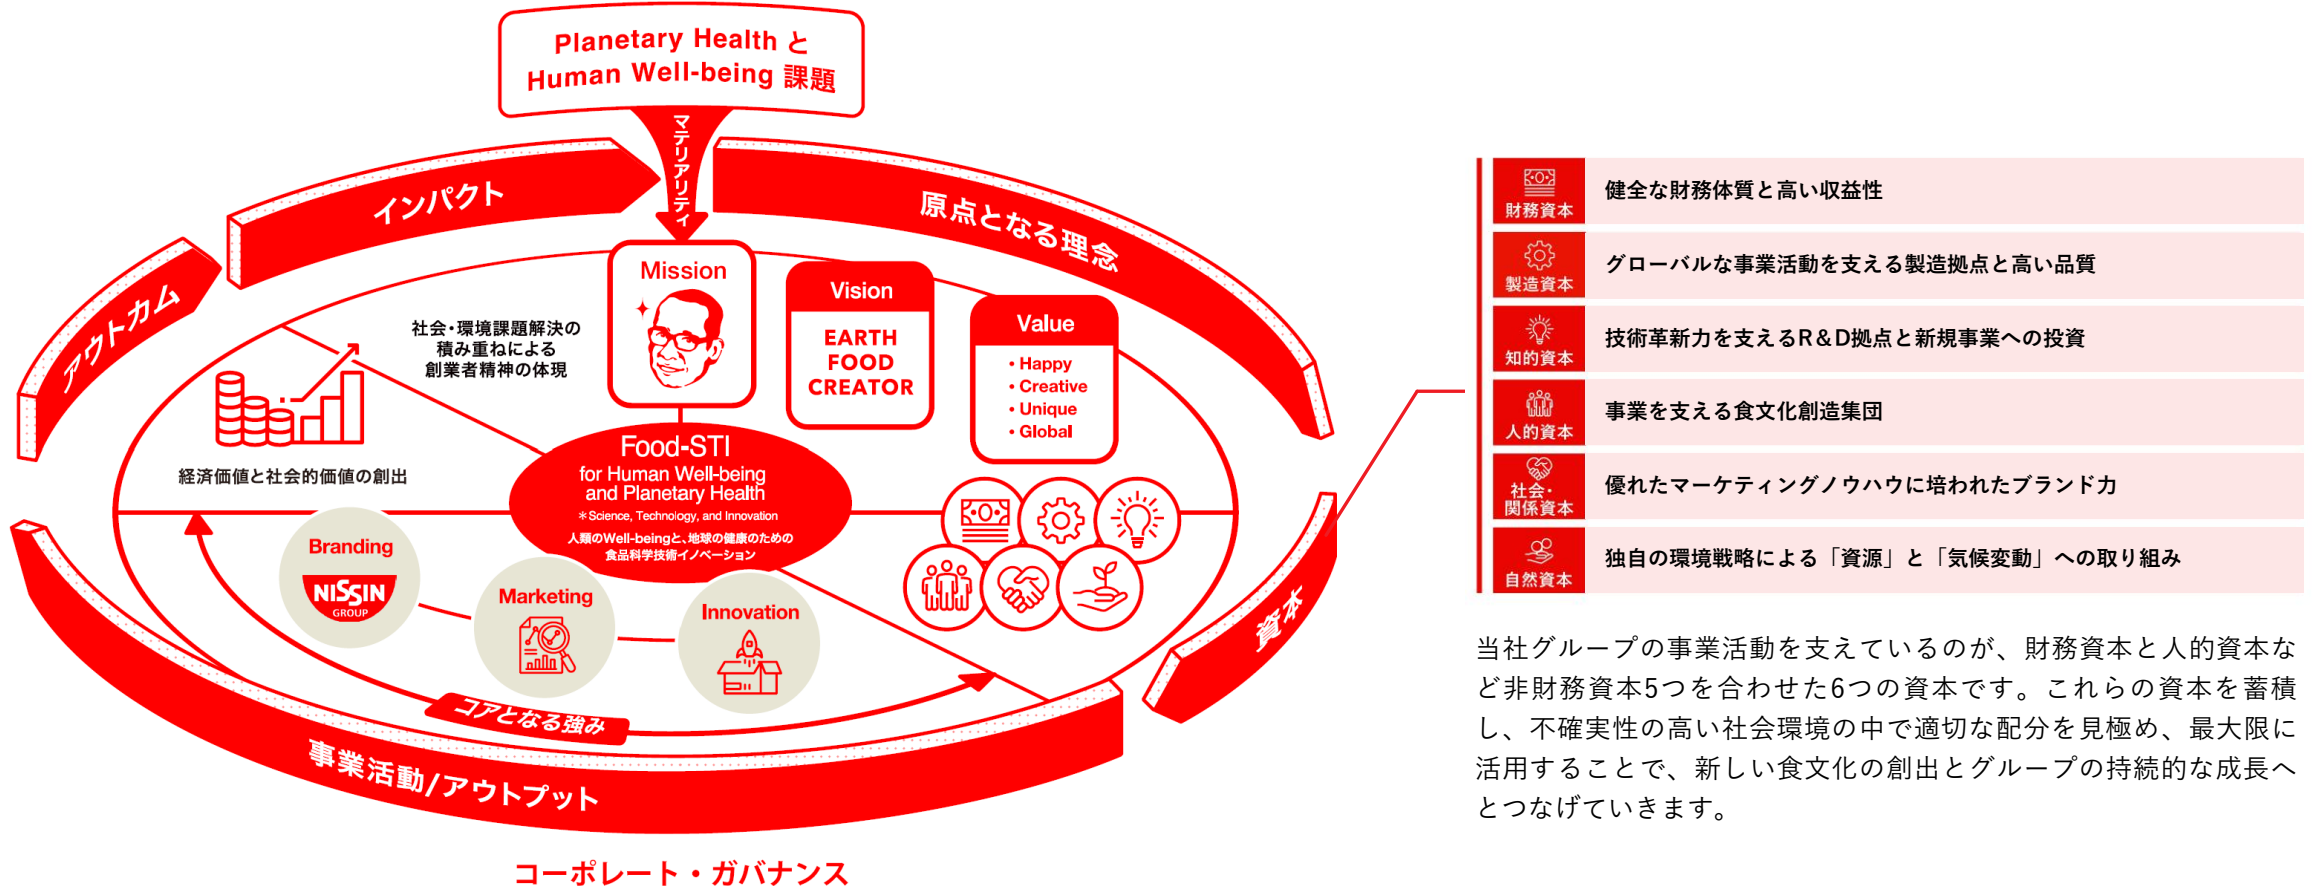 Planetary Health と
Human Well-being 課題
マテリアリティ
インパクト
原点となる理念
アウトカム
Mission
Vision
EARTH
FOOD
CREATOR
Value
• Happy
• Creative
• Unique
• Global
社会・環境課題解決の
積み重ねによる
創業者精神の体現
経済価値と社会的価値の創出
Food-STI
for Human Well-being
and Planetary Health
＊Science, Technology, and Innovation
人類のWell-beingと、地球の健康のための
食品科学技術イノベーション
Branding
NISSIN
GROUP
Marketing
Innovation
コアとなる強み
資本
事業活動/アウトプット
コーポレート・ガバナンス
財務資本
健全な財務体質と高い収益性
製造資本
グローバルな事業活動を支える製造拠点と高い品質
知的資本
技術革新力を支えるR＆D拠点と新規事業への投資
人的資本
事業を支える食文化創造集団
社会・
関係資本
優れたマーケティングノウハウに培われたブランド力
自然資本
独自の環境戦略による「資源」と「気候変動」への取り組み
当社グループの事業活動を支えているのが、財務資本と人的資本な
ど非財務資本5つを合わせた6つの資本です。これらの資本を蓄積
し、不確実性の高い社会環境の中で適切な配分を見極め、最大限に
活用することで、新しい食文化の創出とグループの持続的な成長へ
とつなげていきます。